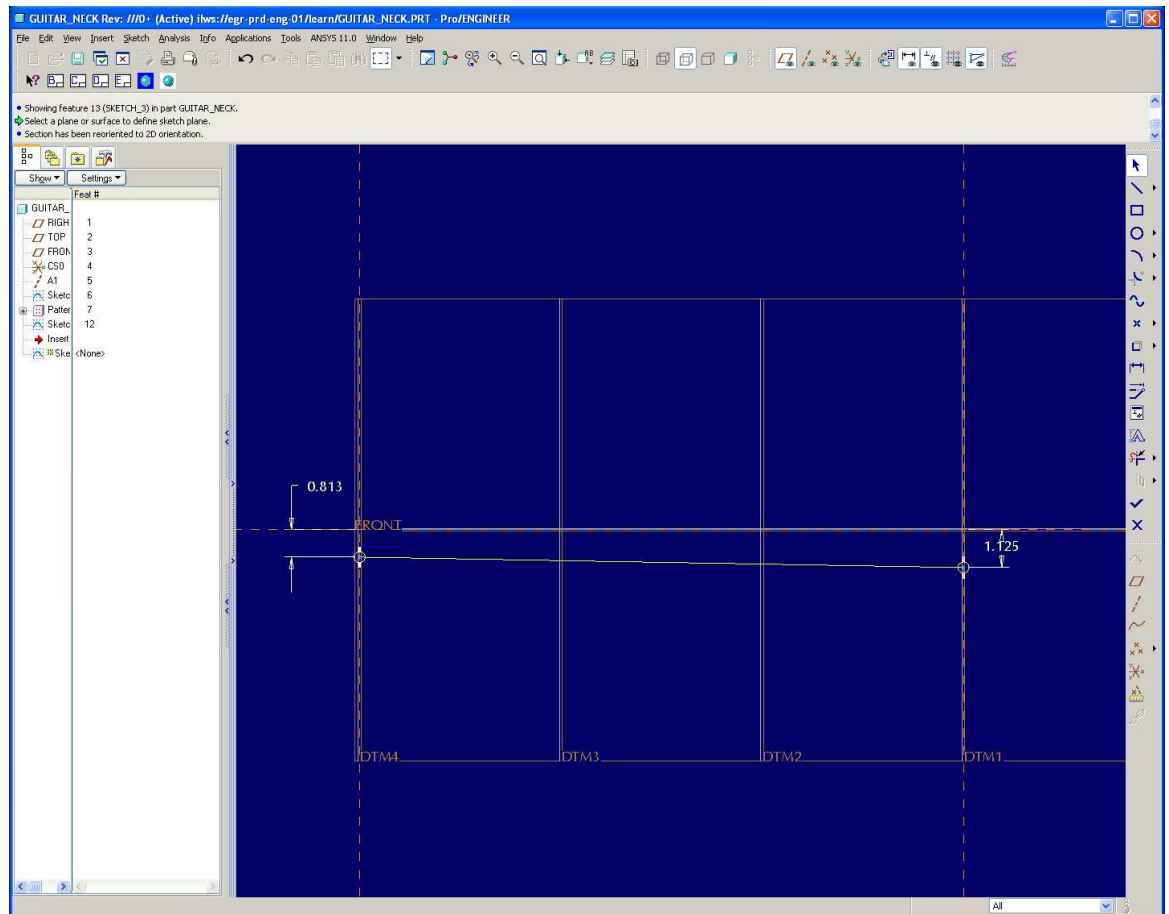 GUITAR_NECK Rev: ///0+ (Active) ilws://egr-prd-eng-01/learn/GUITAR_NECK.PRT - Pro/ENGINEER
File Edit View Insert Sketch Analysis Info Applications Tools ANSYS 11.0 Window Help
B C D E
• Showing feature 13 (SKETCH_3) in part GUITAR_NECK.
Select a plane or surface to define sketch plane.
• Section has been reoriented to 2D orientation.
Show Settings
Feat #
GUITAR_
RIGH 1
TOP 2
FRON 3
CS0 4
A1 5
Sketc 6
Patter 7
Sketc 12
Insert
Ske <None>
0.813
FRONT
1.125
DTM4 DTM3 DTM2 DTM1
All